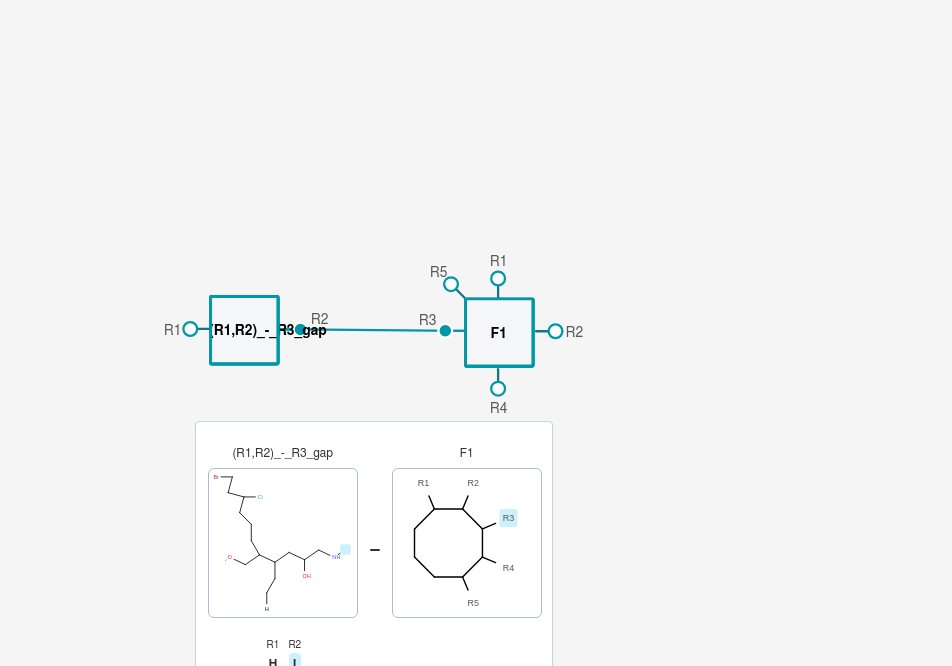 R5
R1
R1
(R1,R2)_-_R3_gap
R2
R3
F1
R2
R4
(R1,R2)_-_R3_gap
F1
Br
Cl
O
OH
NH
H
–
R1
R2
R3
R4
R5
R1 R2
H